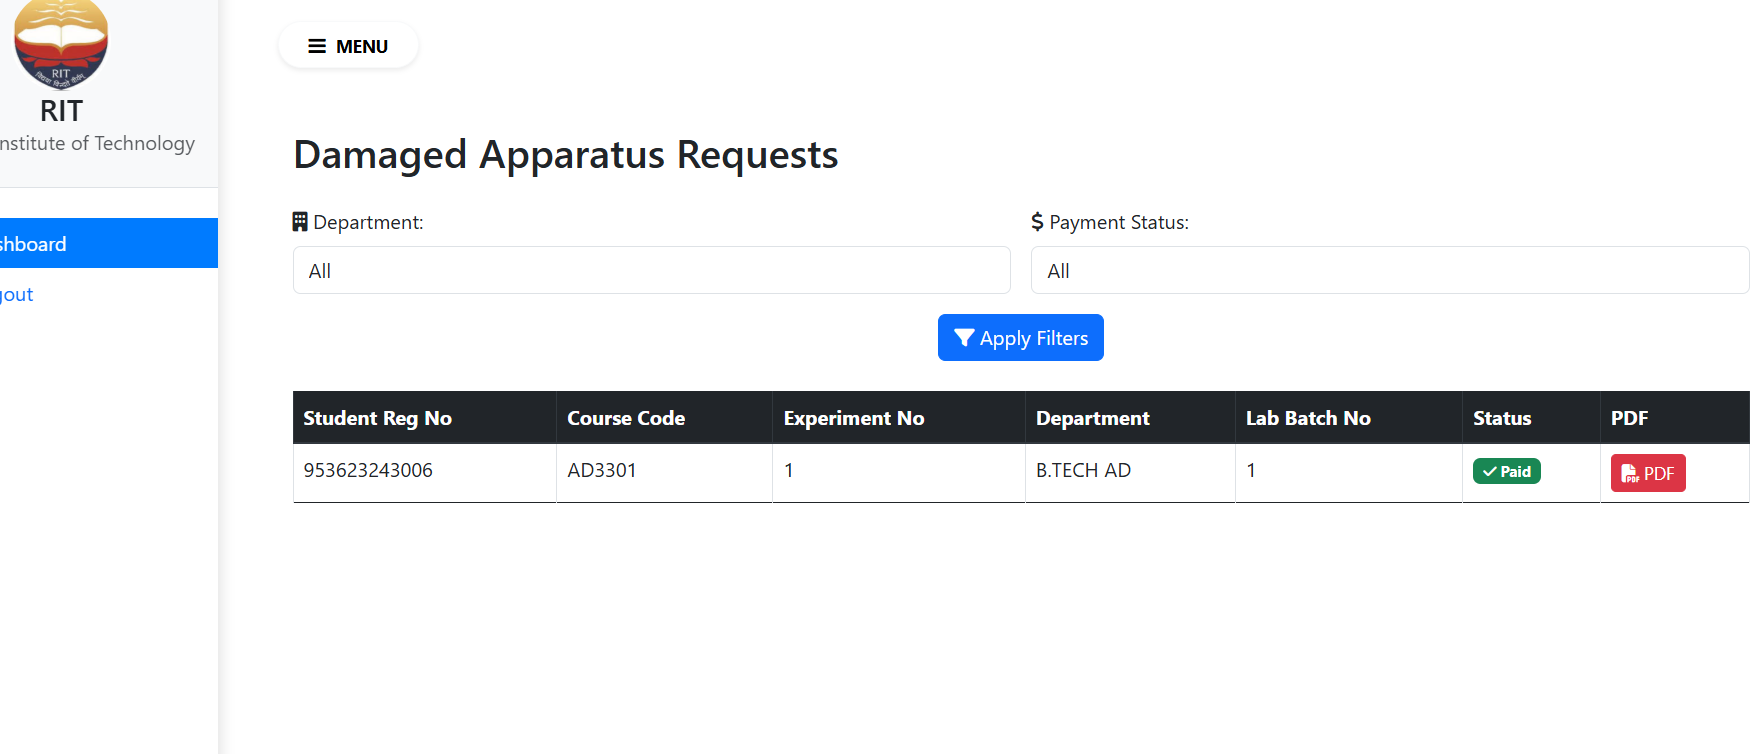 RIT
RIT
nstitute of Technology
shboard
gout
MENU
Damaged Apparatus Requests
Department:
All
Payment Status:
All
Apply Filters
Student Reg No Course Code Experiment No Department Lab Batch No Status PDF
953623243006 AD3301 1 B.TECH AD 1 Paid PDF